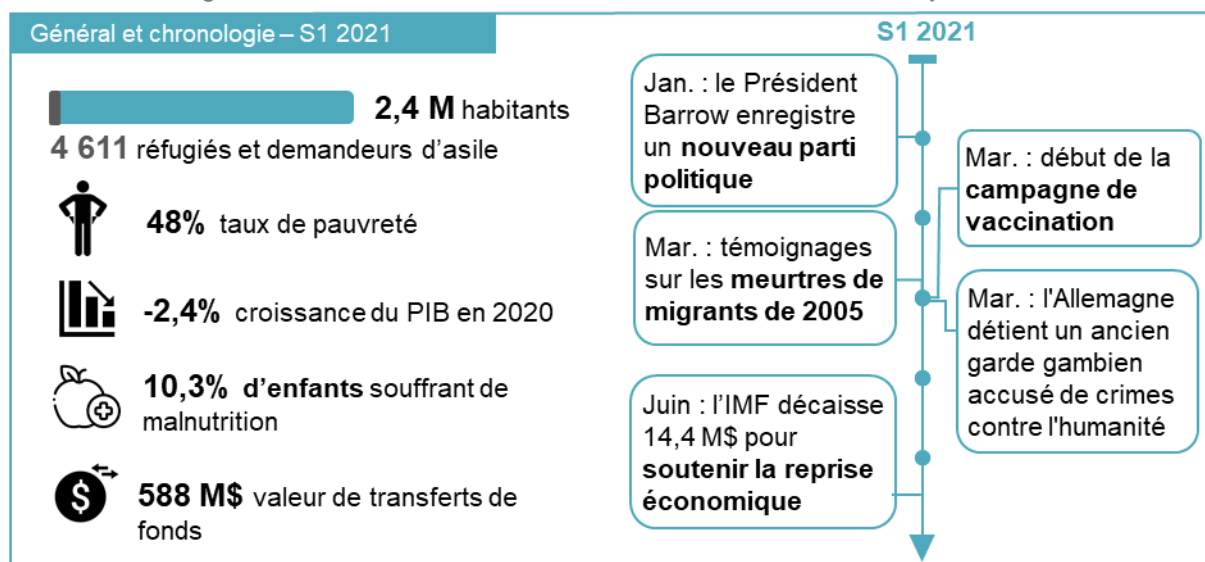 Général et chronologie – S1 2021
2,4 M habitants
4 611 réfugiés et demandeurs d'asile
48% taux de pauvreté
-2,4% croissance du PIB en 2020
10,3% d'enfants souffrant de
malnutrition
$
588 M$ valeur de transferts de
fonds
S1 2021
Jan. : le Président
Barrow enregistre
un nouveau parti
politique
Mar. : début de la
campagne de
vaccination
Mar. : témoignages
sur les meurtres de
migrants de 2005
Mar. : l'Allemagne
détient un ancien
garde gambien
accusé de crimes
contre l'humanité
Juin : l'IMF décaisse
14,4 M$ pour
soutenir la reprise
économique